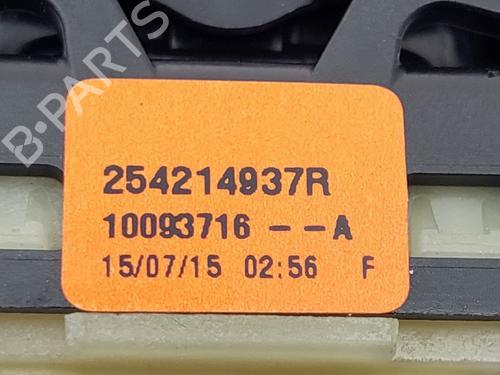 B-PARTS
254214937R
10093716 -- A
15/07/15 02:56 F